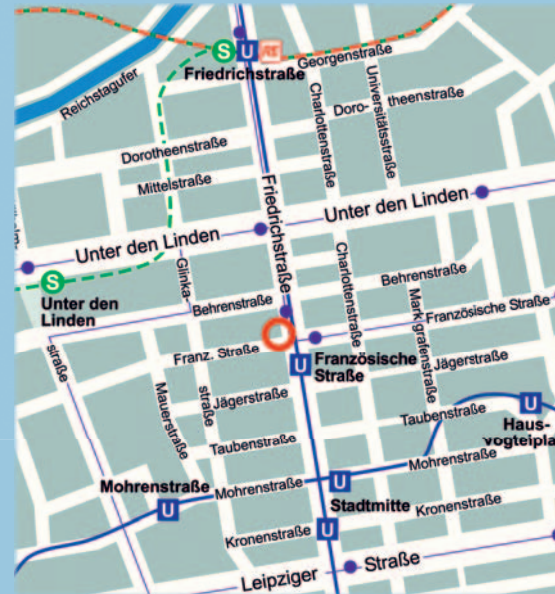 S U RE
Friedrichstraße
Georgenstraße
Reichstagufer
Charlottenstraße
Universitätsstraße
Doro- theenstraße
Dorotheenstraße
Mittelstraße
Friedrichstraße
Unter den Linden
Unter den Linden
S
Unter den
Linden
Glinka-
straße
Behrenstraße
Charlottenstraße
Behrenstraße
Markgrafenstraße
Französische Straße
straße
Franz. Straße
U Französische
Straße
Jägerstraße
Mauerstraße
Jägerstraße
Taubenstraße
U
Haus-
vogteipla
Taubenstraße
Mohrenstraße
Mohrenstraße
U
Mohrenstraße
U
Stadtmitte
U
Kronenstraße
Kronenstraße
Leipziger Straße